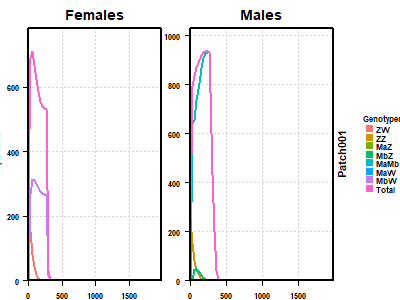 Females Males
1000
800
600
600
400
400
200
200
0
0
0 500 1000 1500
0 500 1000 1500
Patch001
Genotypes
ZW
ZZ
MaZ
MbZ
MaMb
MaW
MbW
Total